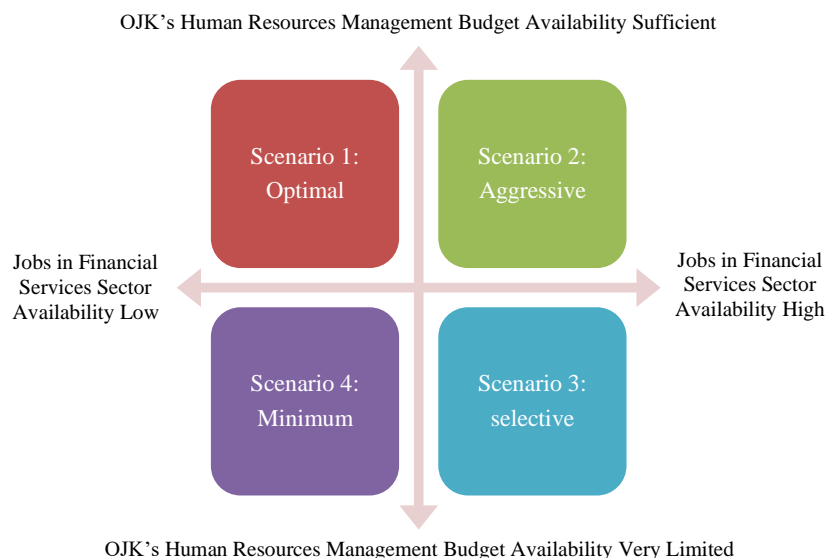 OJK's Human Resources Management Budget Availability Sufficient
Scenario 1:
Optimal
Scenario 2:
Aggressive
Jobs in Financial
Services Sector
Availability Low
Jobs in Financial
Services Sector
Availability High
Scenario 4:
Minimum
Scenario 3:
selective
OJK's Human Resources Management Budget Availability Very Limited